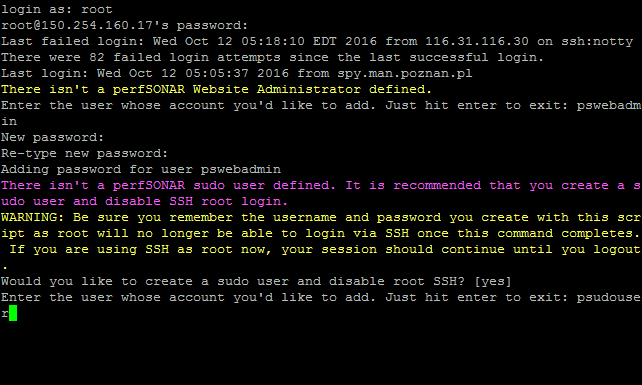 login as: root
root@150.254.160.17's password:
Last failed login: Wed Oct 12 05:18:10 EDT 2016 from 116.31.116.30 on ssh:notty
There were 82 failed login attempts since the last successful login.
Last login: Wed Oct 12 05:05:37 2016 from spy.man.poznan.pl
There isn't a perfSONAR Website Administrator defined.
Enter the user whose account you'd like to add. Just hit enter to exit: pswebadm
in
New password:
Re-type new password:
Adding password for user pswebadmin
There isn't a perfSONAR sudo user defined. It is recommended that you create a s
udo user and disable SSH root login.
WARNING: Be sure you remember the username and password you create with this scr
ipt as root will no longer be able to login via SSH once this command completes.
 If you are using SSH as root now, your session should continue until you logout
.
Would you like to create a sudo user and disable root SSH? [yes]
Enter the user whose account you'd like to add. Just hit enter to exit: psudouse
r